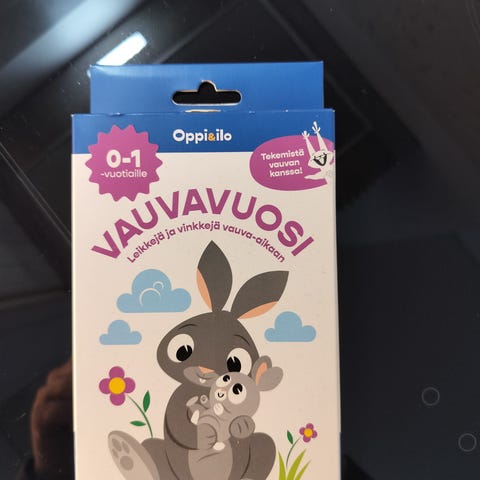 Oppi&ilo
0-1
-vuotiaille
Tekemistä
vauvan
kanssa!
VAUVAVUOSI
Leikkejä ja vinkkejä vauva-aikaan